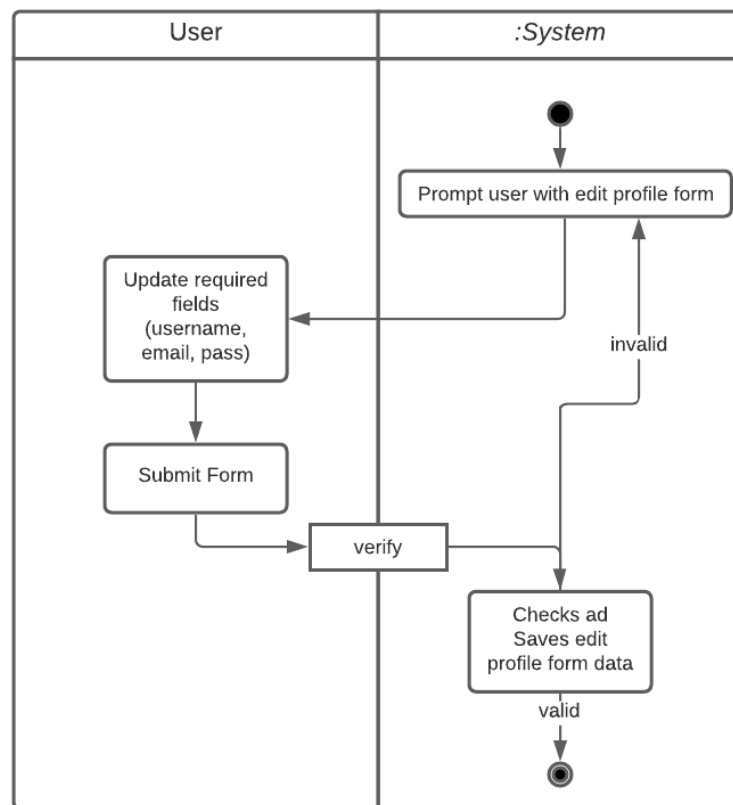 User
:System
Prompt user with edit profile form
Update required
fields
(username,
email, pass)
invalid
Submit Form
verify
Checks ad
Saves edit
profile form data
valid